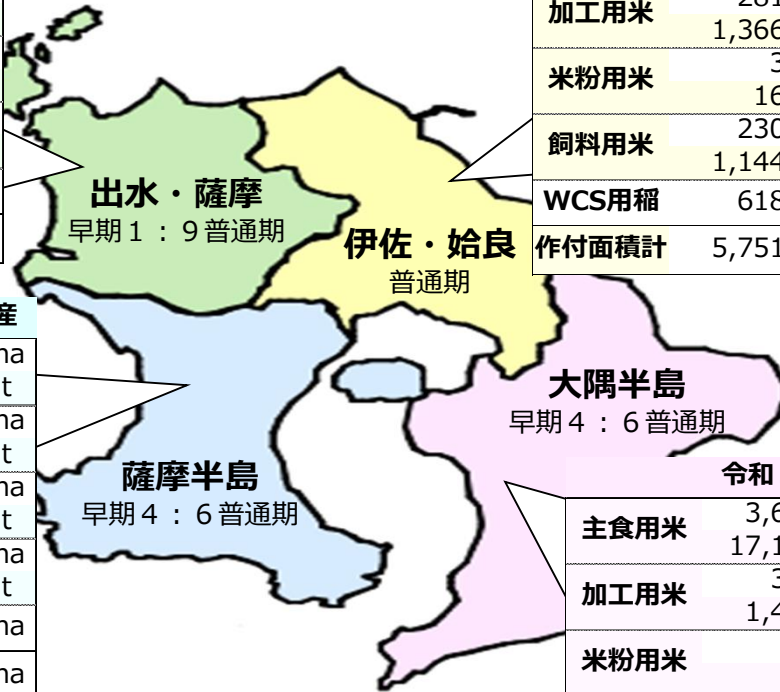 加工用米
1,366
米粉用米
3
16
飼料用米
230
1,144
WCS用稲
618
作付面積計
5,751
出水・薩摩
早期1：9普通期
伊佐・姶良
普通期
産
ha
t
ha
t
ha
t
ha
t
ha
ha
薩摩半島
早期4：6普通期
大隅半島
早期4：6普通期
令和
主食用米
3,6
17,1
加工用米
3
1,4
米粉用米